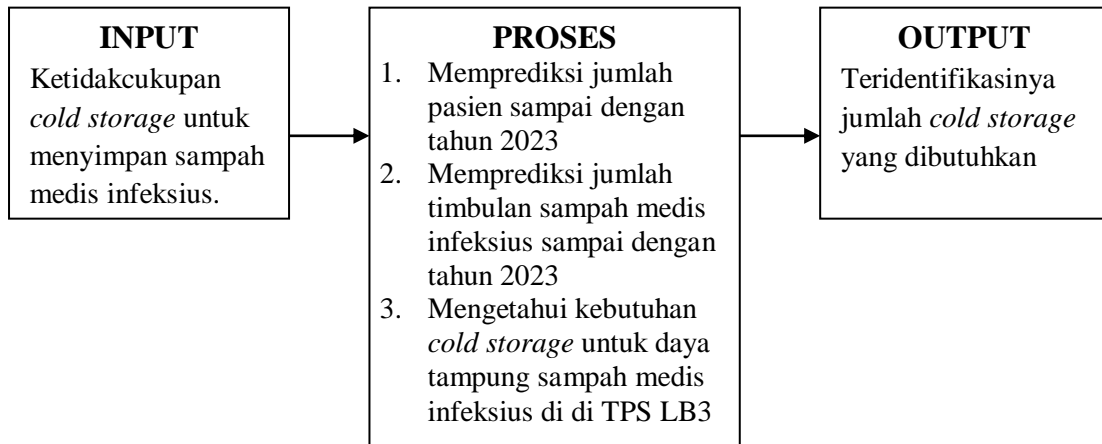 INPUT
Ketidakcukupan
cold storage untuk
menyimpan sampah
medis infeksius.
PROSES
1. Memprediksi jumlah
pasien sampai dengan
tahun 2023
2. Memprediksi jumlah
timbulan sampah medis
infeksius sampai dengan
tahun 2023
3. Mengetahui kebutuhan
cold storage untuk daya
tampung sampah medis
infeksius di di TPS LB3
OUTPUT
Teridentifikasinya
jumlah cold storage
yang dibutuhkan